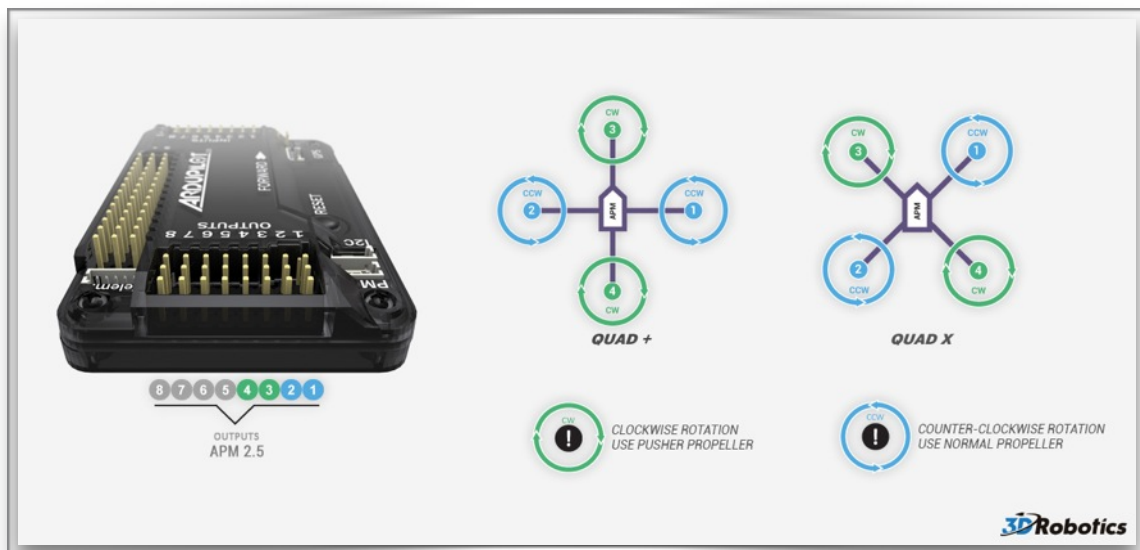 INPUTS
GPS
ARDUPILOT
FORWARD
RESET
OUTPUTS
1 2 3 4 5 6 7 8
I2C
PM
elem.
8 7 6 5 4 3 2 1
OUTPUTS
APM 2.5
CW
3
CCW
2
APM
CCW
1
4
CW
QUAD +
CW
3
CCW
1
APM
2
CCW
4
CW
QUAD X
CW
!
CLOCKWISE ROTATION
USE PUSHER PROPELLER
CCW
!
COUNTER-CLOCKWISE ROTATION
USE NORMAL PROPELLER
3DRobotics